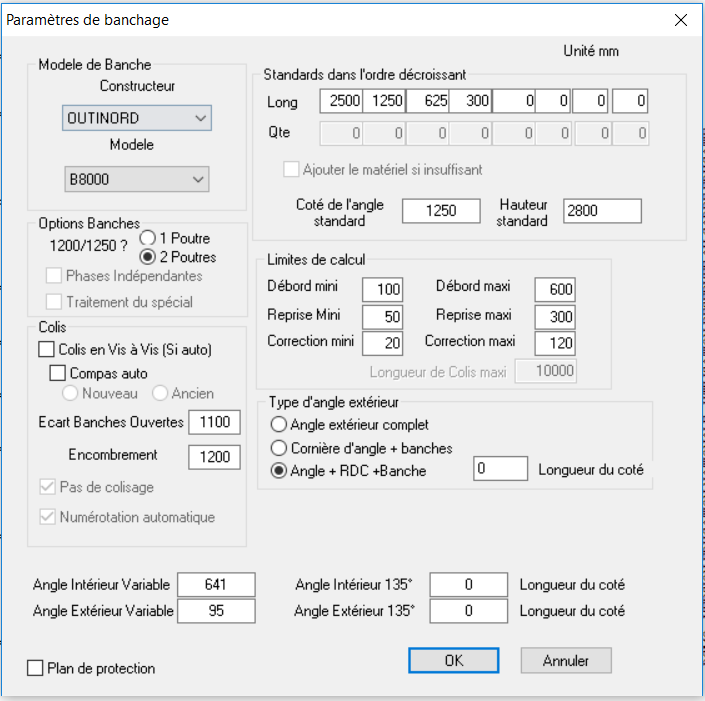 Paramètres de banchage
Unité mm
Modele de Banche
Constructeur
OUTINORD
Modele
B8000
Standards dans l'ordre décroissant
Long 2500 1250 625 300 0 0 0 0
Qte 0 0 0 0 0 0 0 0
Ajouter le matériel si insuffisant
Coté de l'angle standard 1250 Hauteur standard 2800
Options Banches
1200/1250 ? 1 Poutre
2 Poutres
Phases Indépendantes
Traitement du spécial
Limites de calcul
Débord mini 100 Débord maxi 600
Reprise Mini 50 Reprise maxi 300
Correction mini 20 Correction maxi 120
Longueur de Colis maxi 10000
Colis
Colis en Vis à Vis (Si auto)
Compas auto
Nouveau Ancien
Ecart Banches Ouvertes 1100
Encombrement 1200
Pas de colisage
Numérotation automatique
Type d'angle extérieur
Angle extérieur complet
Cornière d'angle + banches
Angle + RDC +Banche 0 Longueur du coté
Angle Intérieur Variable 641 Angle Intérieur 135° 0 Longueur du coté
Angle Extérieur Variable 95 Angle Extérieur 135° 0 Longueur du coté
Plan de protection
OK Annuler